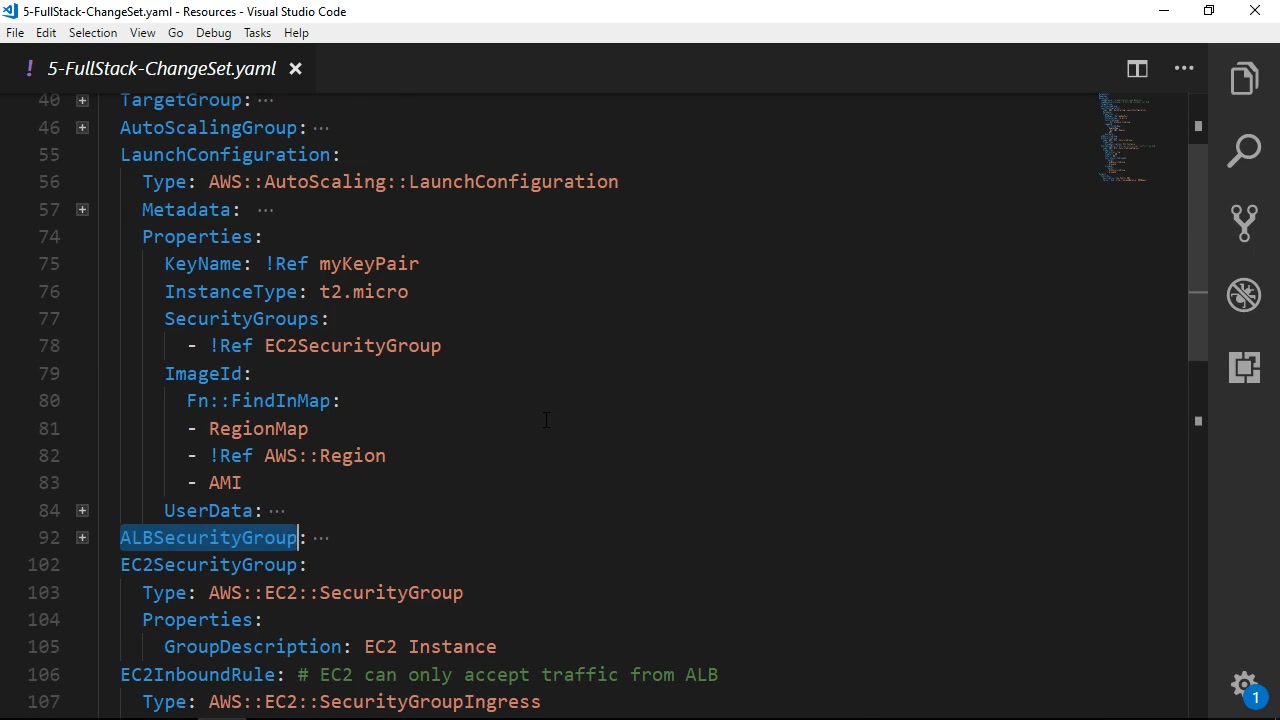 5-FullStack-ChangeSet.yaml - Resources - Visual Studio Code
File Edit Selection View Go Debug Tasks Help
! 5-FullStack-ChangeSet.yaml
40 TargetGroup:
46 AutoScalingGroup:
55 LaunchConfiguration:
56 Type: AWS::AutoScaling::LaunchConfiguration
57 Metadata:
74 Properties:
75 KeyName: !Ref myKeyPair
76 InstanceType: t2.micro
77 SecurityGroups:
78 - !Ref EC2SecurityGroup
79 ImageId:
80 Fn::FindInMap:
81 - RegionMap
82 - !Ref AWS::Region
83 - AMI
84 UserData:
92 ALBSecurityGroup:
102 EC2SecurityGroup:
103 Type: AWS::EC2::SecurityGroup
104 Properties:
105 GroupDescription: EC2 Instance
106 EC2InboundRule: # EC2 can only accept traffic from ALB
107 Type: AWS::EC2::SecurityGroupIngress
1